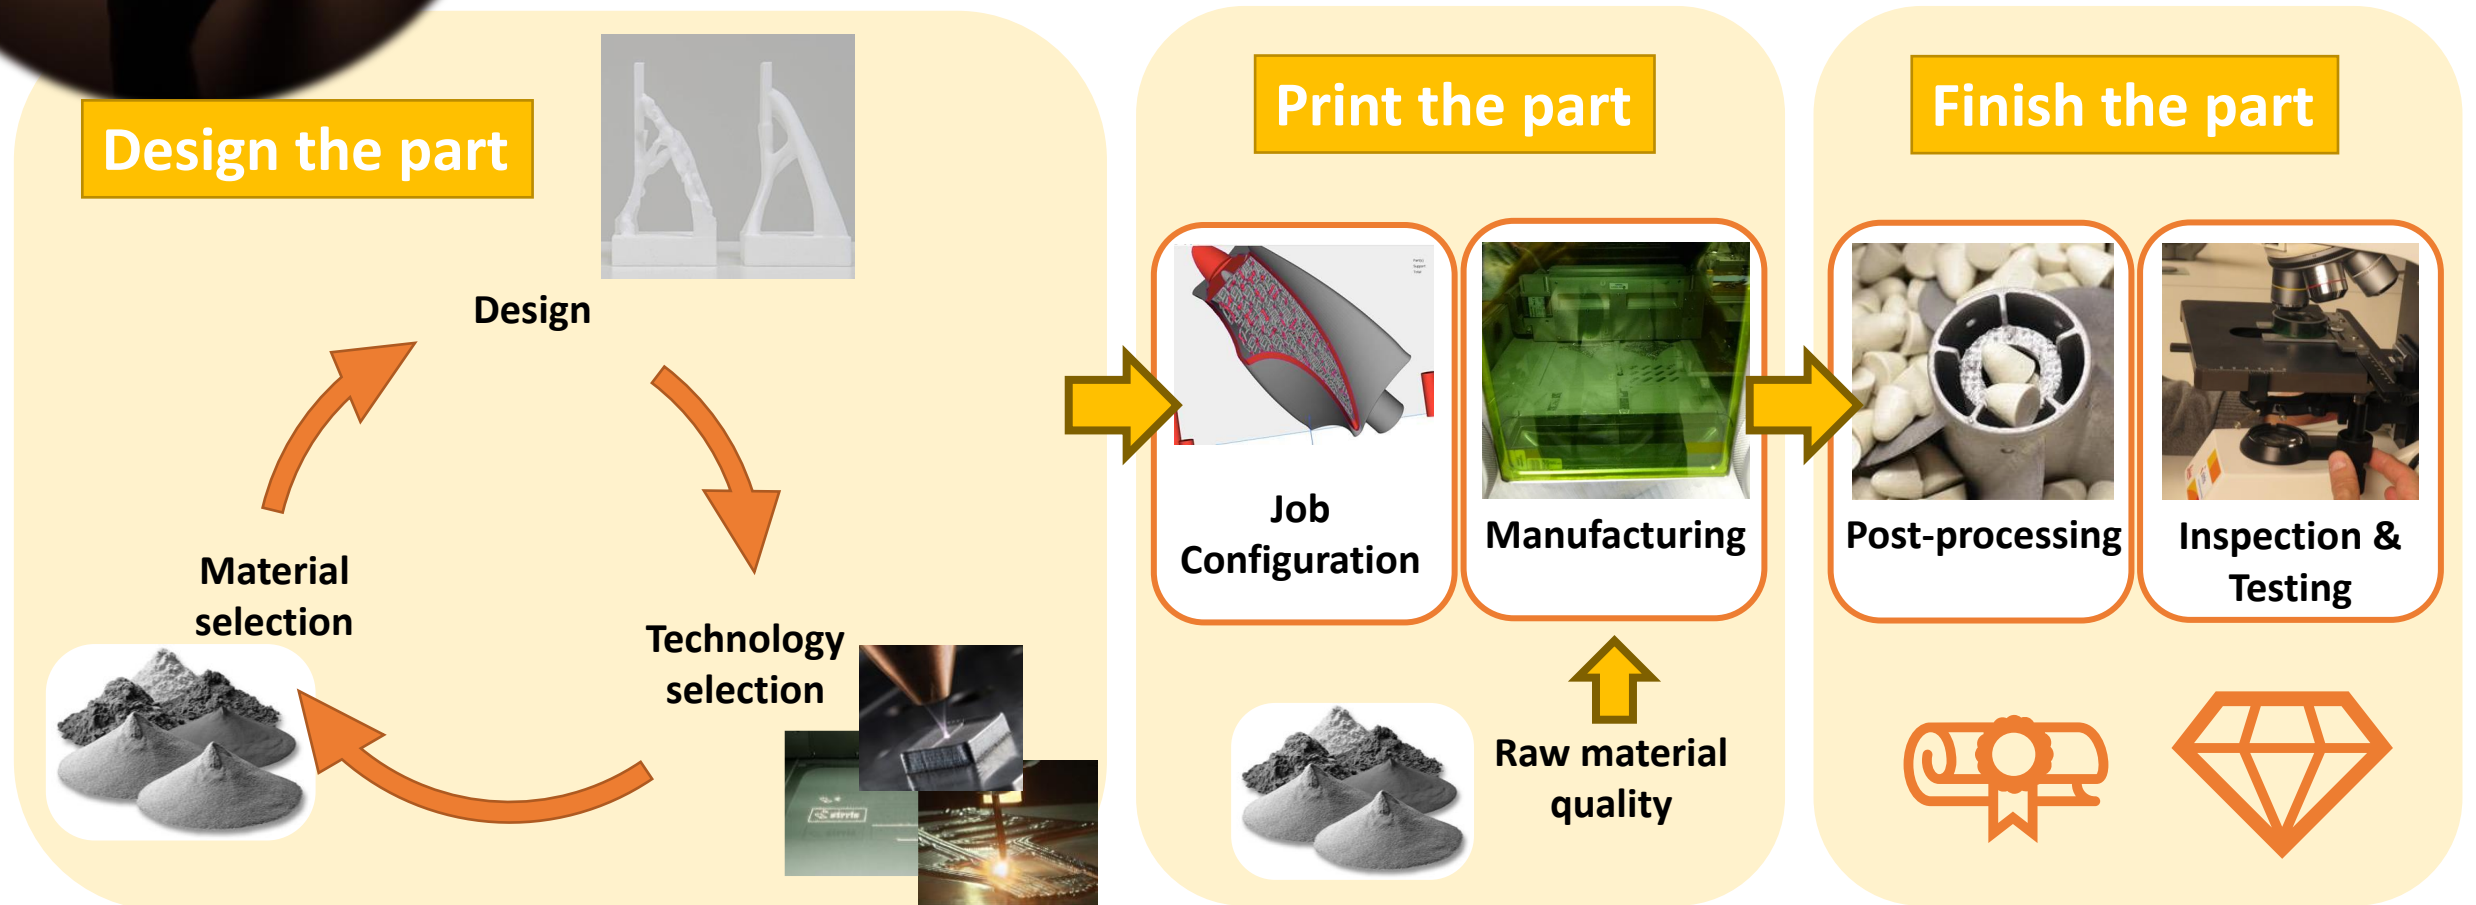 Design the part
Design
Material
selection
Technology
selection
sirris
Print the part
Job
Configuration
Manufacturing
Raw material
quality
Finish the part
Post-processing
Inspection &
Testing